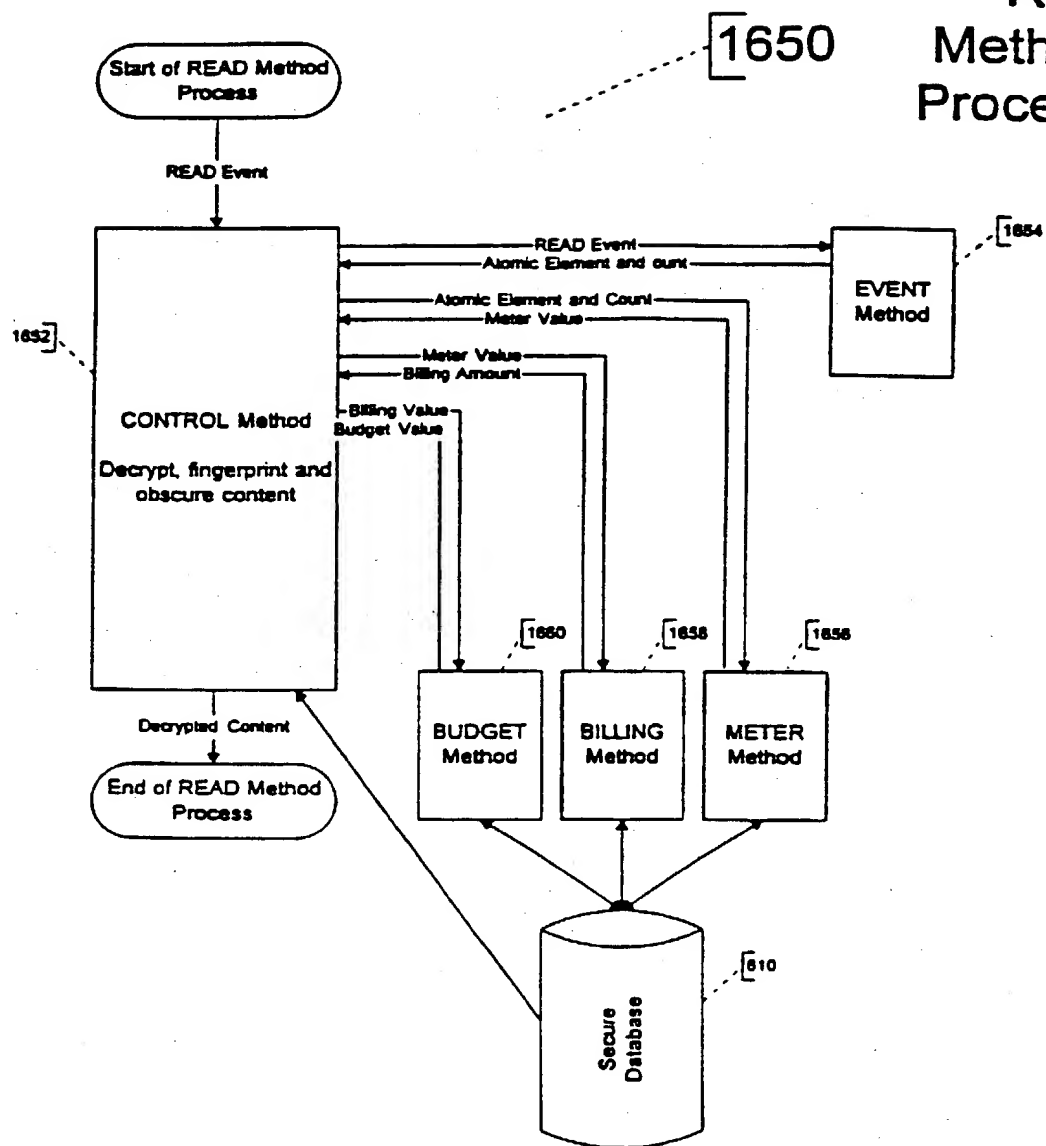 1650
Meth
Proce
Start of READ Method
Process
READ Event
READ Event
Atomic Element and ount
1654
EVENT
Method
Atomic Element and Count
Meter Value
1652
Meter Value
Billing Amount
Billing Value
Budget Value
CONTROL Method
Decrypt, fingerprint and
obscure content
1660
1658
1656
BUDGET
Method
BILLING
Method
METER
Method
Decrypted Content
End of READ Method
Process
610
Secure
Database